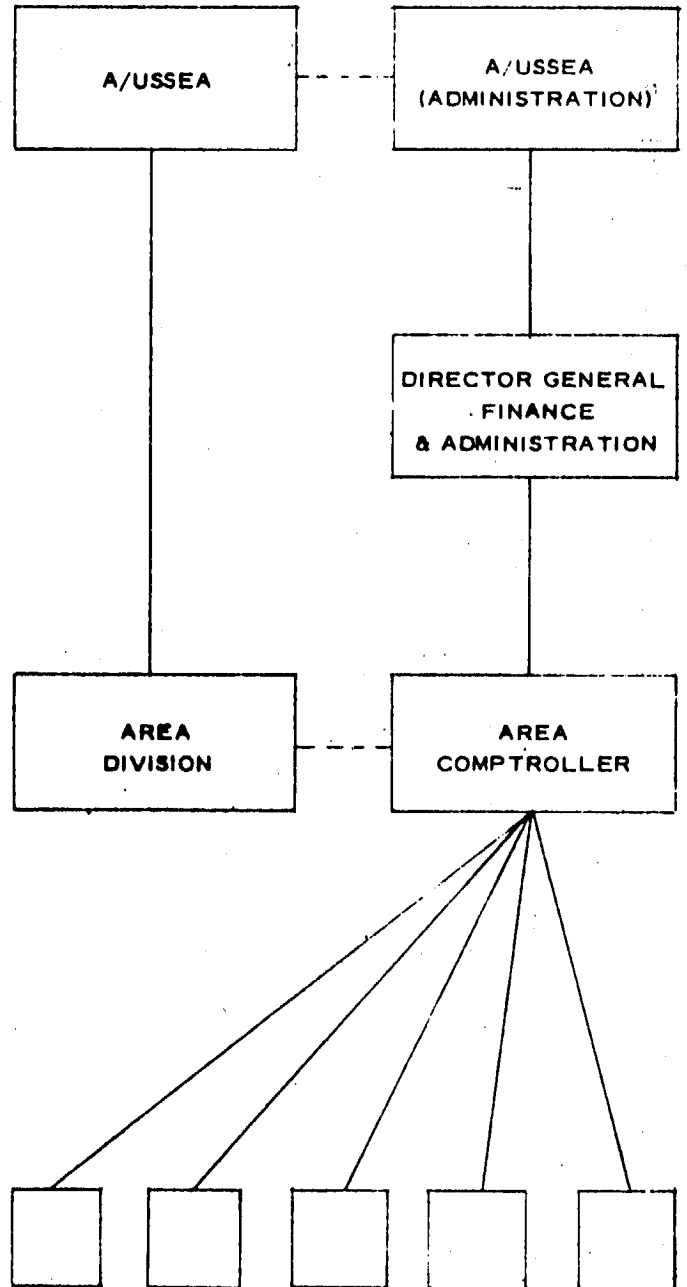 A/USSEA
A/USSEA
(ADMINISTRATION)
DIRECTOR GENERAL
FINANCE
& ADMINISTRATION
AREA
DIVISION
AREA
COMPTROLLER